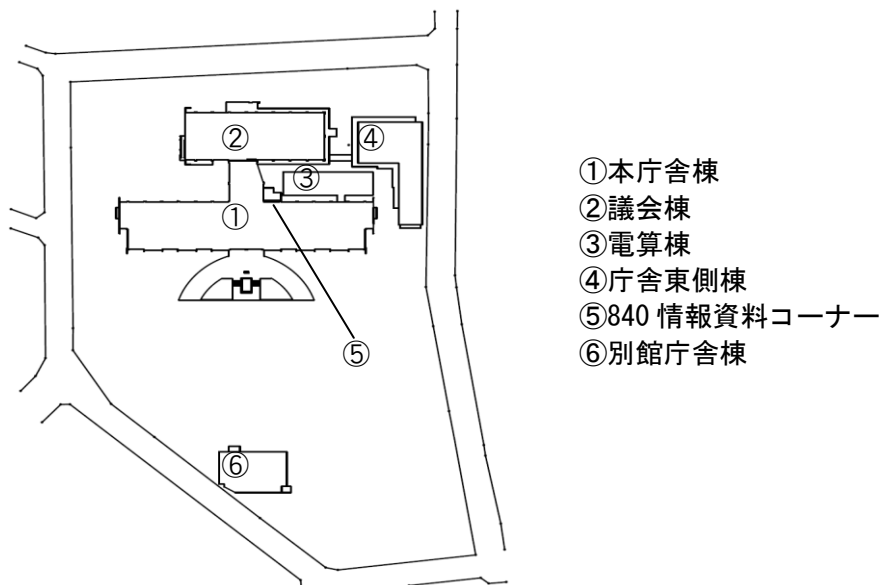 ②
④
③
①
⑤
⑥
①本庁舎棟
②議会棟
③電算棟
④庁舎東側棟
⑤840 情報資料コーナー
⑥別館庁舎棟